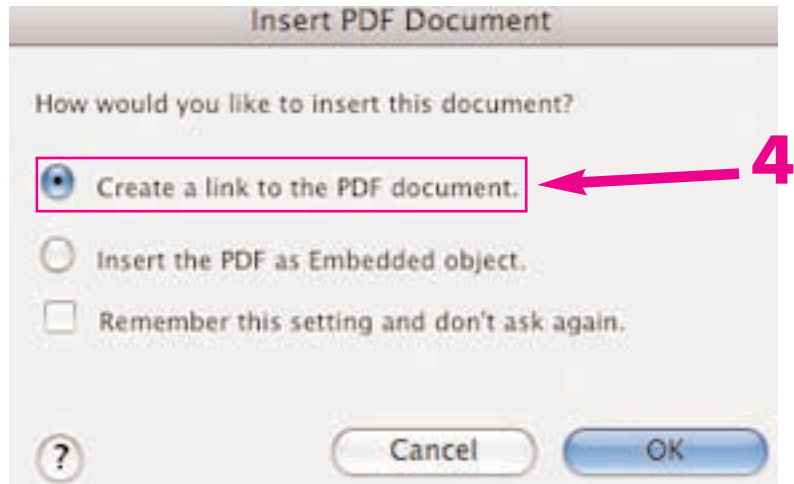 Insert PDF Document
How would you like to insert this document?
Create a link to the PDF document.
4
Insert the PDF as Embedded object.
Remember this setting and don't ask again.
?
Cancel
OK